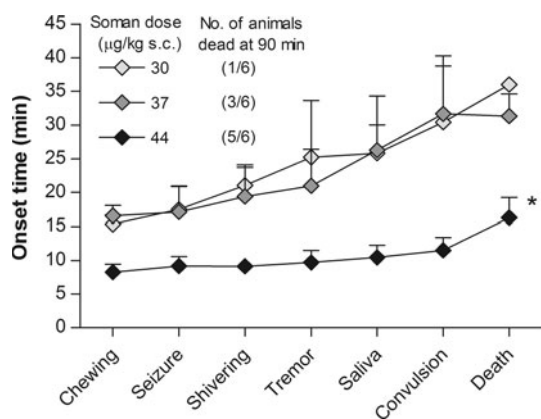 Soman dose No. of animals
(μg/kg s.c.) dead at 90 min
30 (1/6)
37 (3/6)
44 (5/6)
Onset time (min)
45
40
35
30
25
20
15
10
5
0
*
Chewing
Seizure
Shivering
Tremor
Saliva
Convulsion
Death